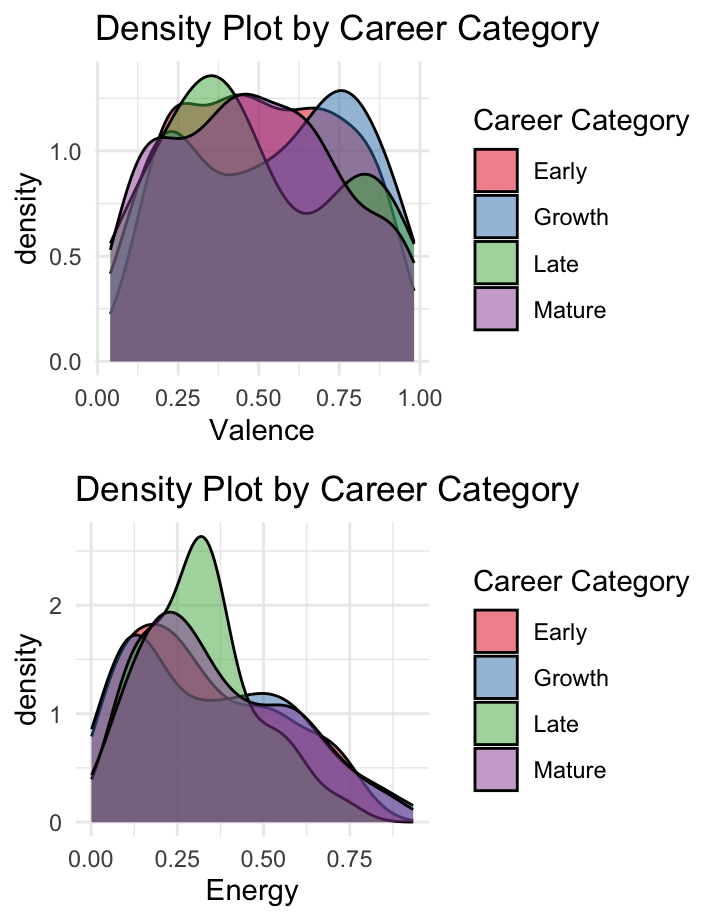 Density Plot by Career Category
density
1.0
0.5
0.0
0.00 0.25 0.50 0.75 1.00
Valence
Career Category
Early
Growth
Late
Mature
Density Plot by Career Category
density
2
1
0
0.00 0.25 0.50 0.75
Energy
Career Category
Early
Growth
Late
Mature